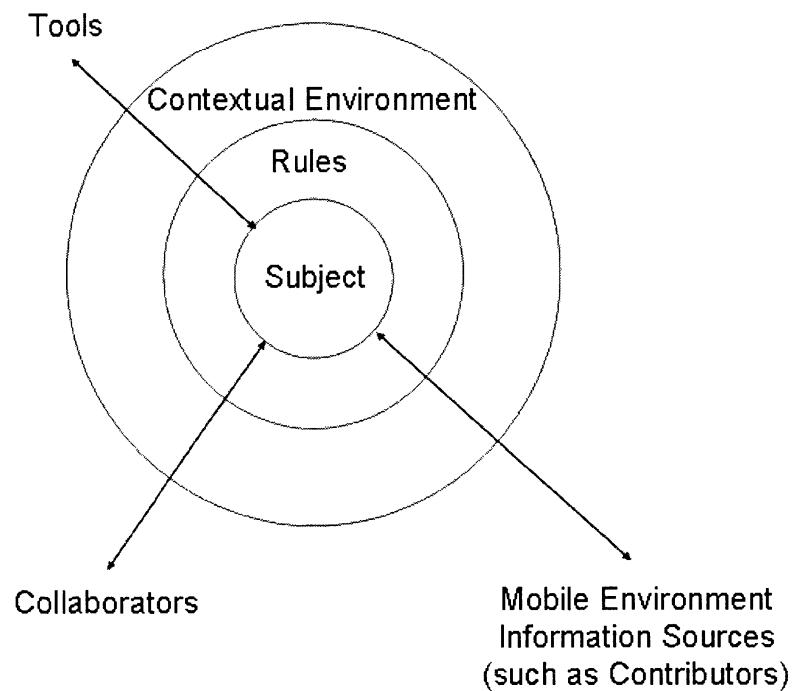 Tools
Contextual Environment
Rules
Subject
Collaborators
Mobile Environment
Information Sources
(such as Contributors)